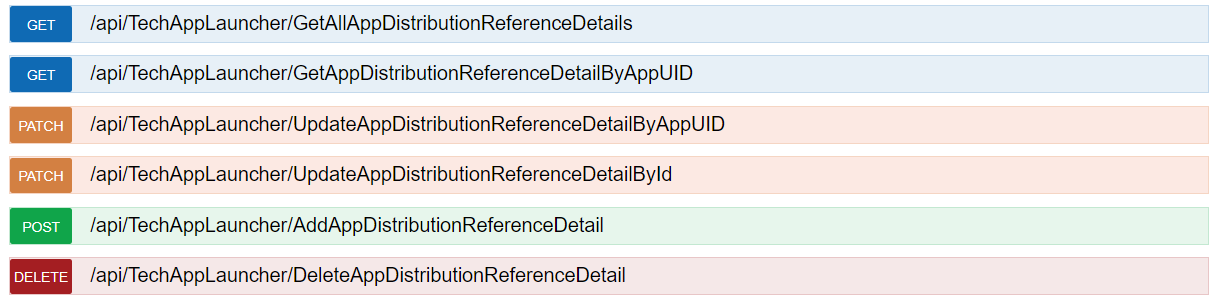 GET /api/TechAppLauncher/GetAllAppDistributionReferenceDetails
GET /api/TechAppLauncher/GetAppDistributionReferenceDetailByAppUID
PATCH /api/TechAppLauncher/UpdateAppDistributionReferenceDetailByAppUID
PATCH /api/TechAppLauncher/UpdateAppDistributionReferenceDetailById
POST /api/TechAppLauncher/AddAppDistributionReferenceDetail
DELETE /api/TechAppLauncher/DeleteAppDistributionReferenceDetail